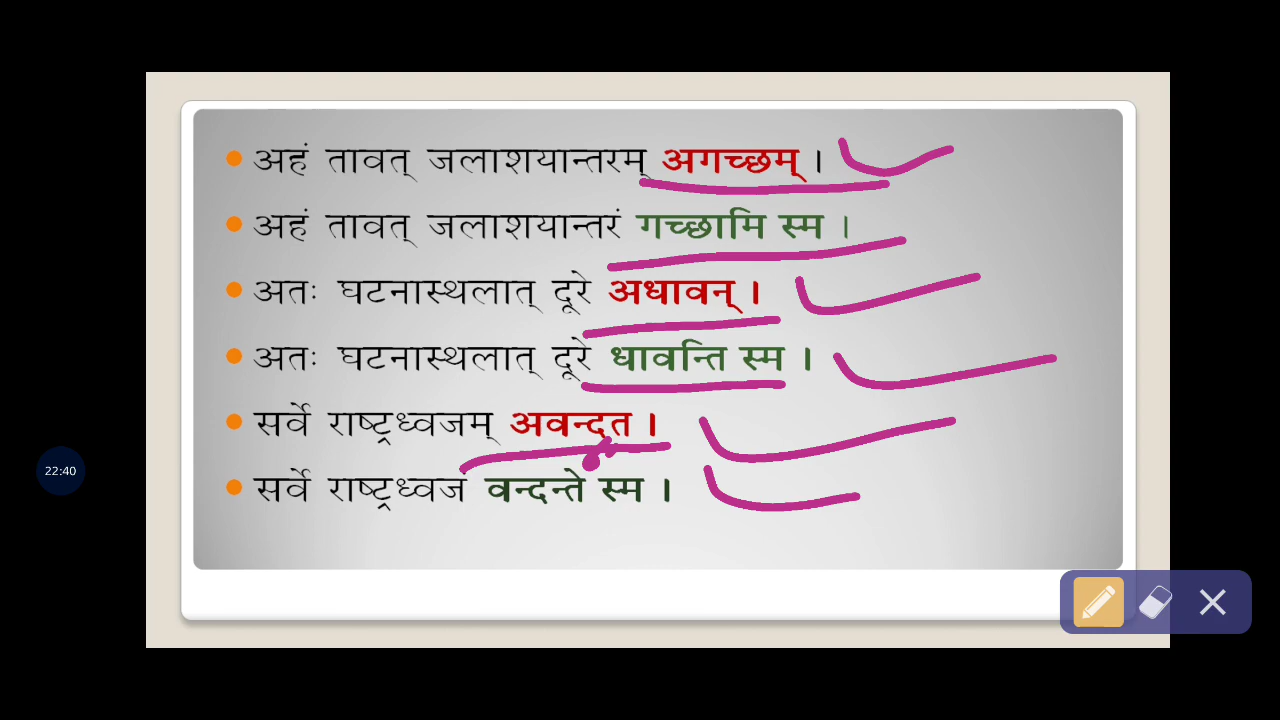 अहं तावत् जलाशयान्तरम् अगच्छम् ।
अहं तावत् जलाशयान्तरं गच्छामि स्म ।
अतः घटनास्थलात् दूरे अधावन् ।
अतः घटनास्थलात् दूरे धावन्ति स्म ।
सर्वे राष्ट्रध्वजम् अवन्दत ।
22:40
सर्वे राष्ट्रध्वज वन्दन्ते स्म ।